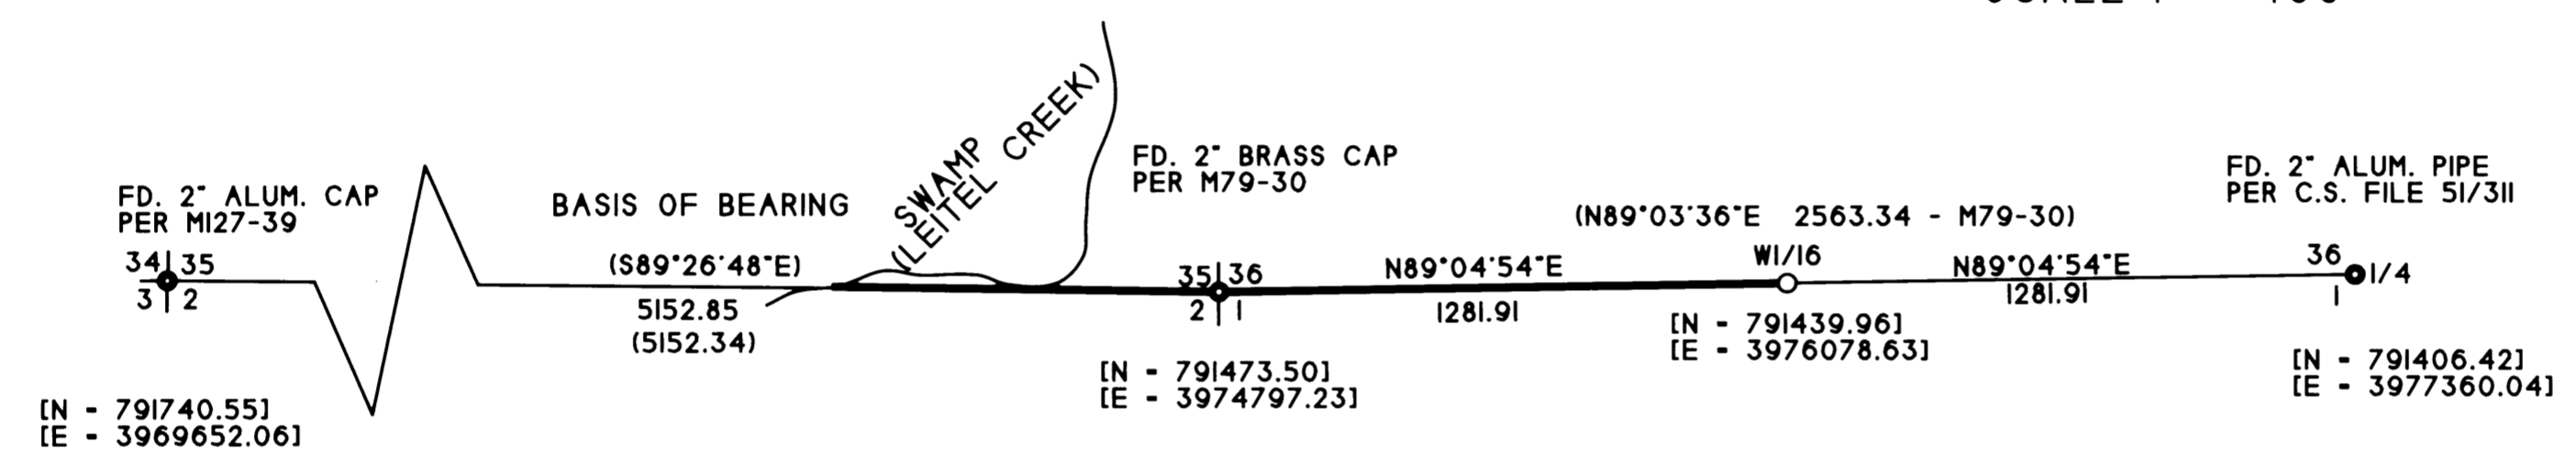 FD. 2" ALUM. CAP
PER M127-39
34 35
3 2
[N - 791740.55]
[E - 3969652.06]
BASIS OF BEARING
(S89°26'48"E)
5152.85
(5152.34)
SWAMP
(LEITEL CREEK)
FD. 2" BRASS CAP
PER M79-30
35 36
2 1
[N - 791473.50]
[E - 3974797.23]
N89°04'54"E
1281.91
(N89°03'36"E 2563.34 - M79-30)
W1/16
[N - 791439.96]
[E - 3976078.63]
N89°04'54"E
1281.91
FD. 2" ALUM. PIPE
PER C.S. FILE 51/311
36
1/4
1
[N - 791406.42]
[E - 3977360.04]